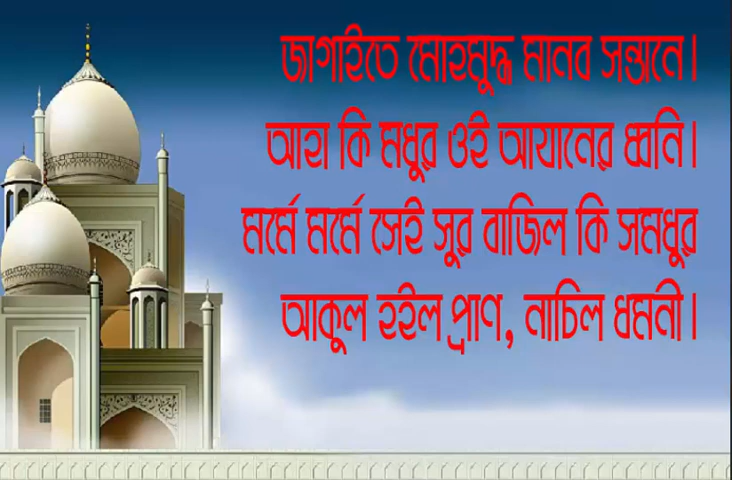 জাগাইতে মোহমুদ্ধ মানব সন্তানে।
আহা কি মধুর ওই আযানের ধ্বনি।
মর্মে মর্মে সেই সুর বাজিল কি সমধুর
আকুল হইল প্রাণ, নাচিল ধমনী।